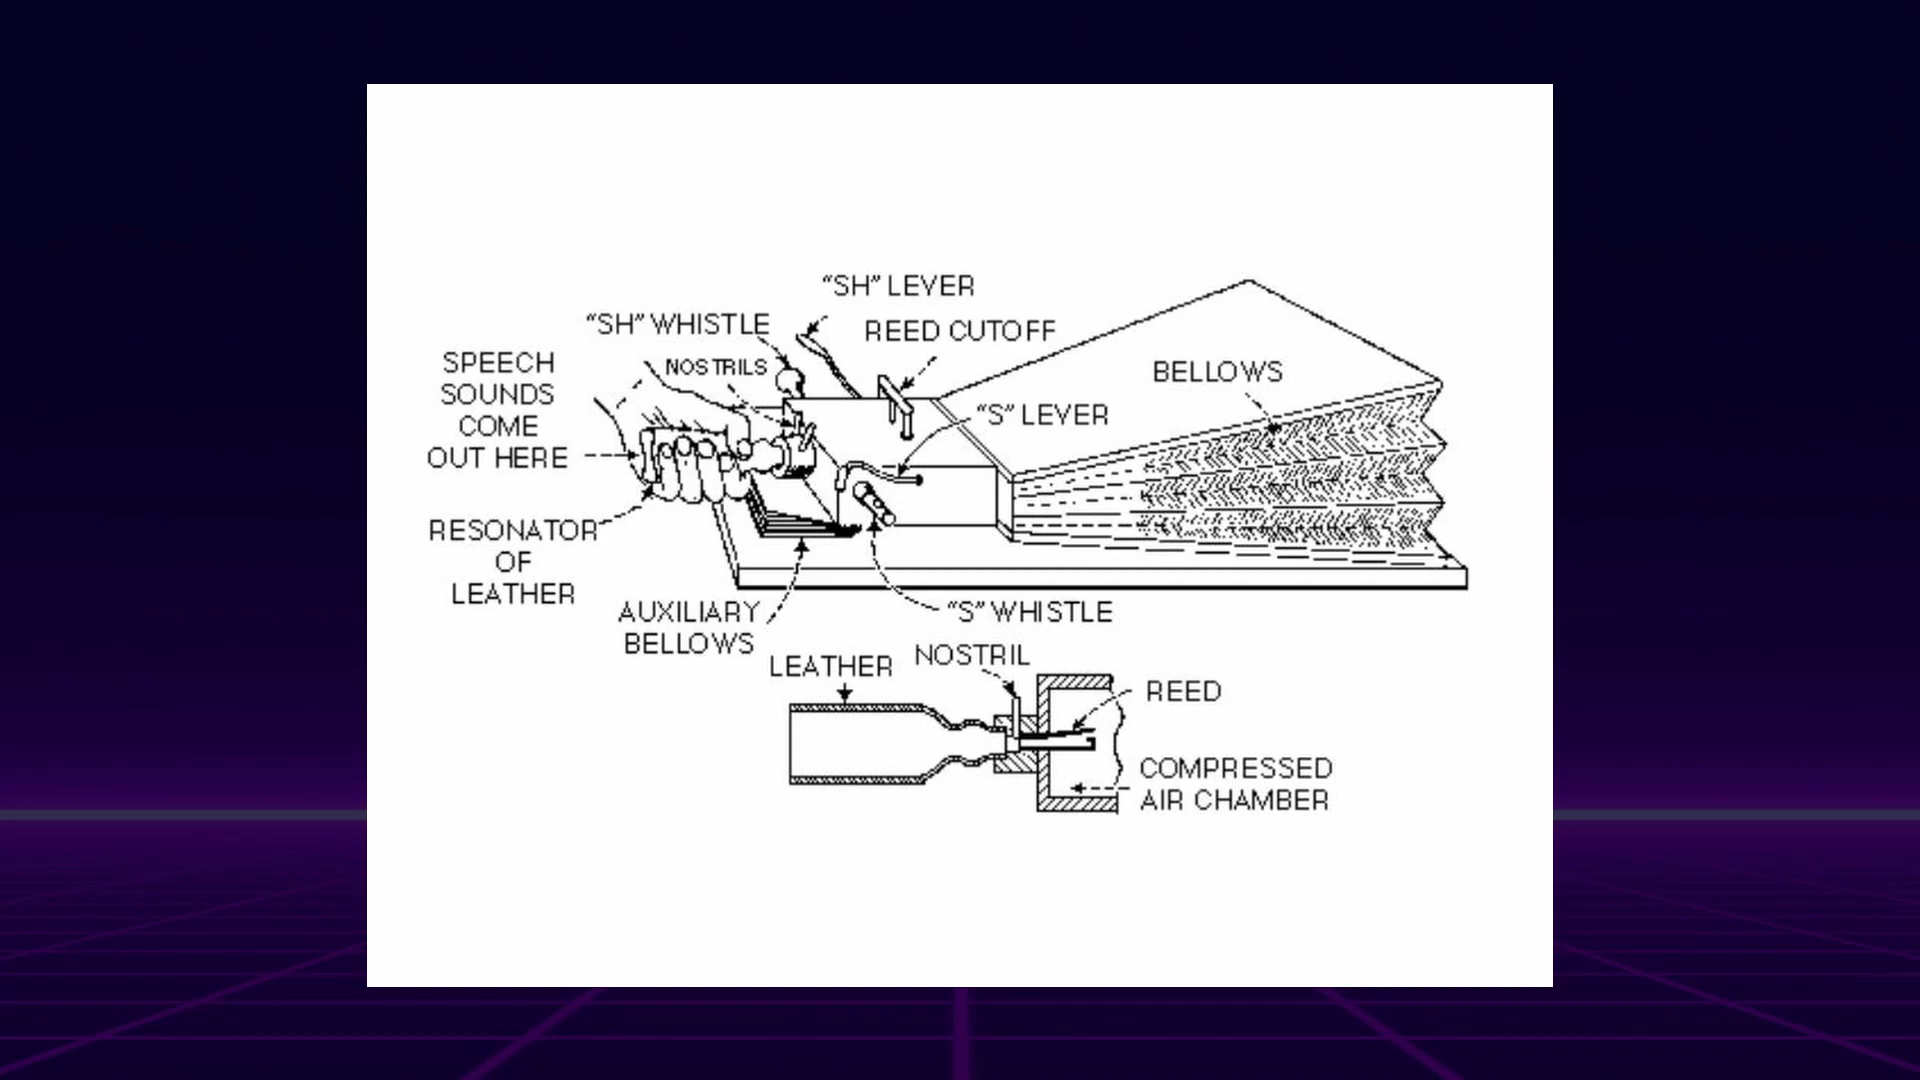 “SH” LEVER
“SH” WHISTLE
REED CUTOFF
SPEECH
SOUNDS
COME
OUT HERE
NOSTRILS
BELLOWS
“S” LEVER
RESONATOR
OF
LEATHER
AUXILIARY
BELLOWS
“S” WHISTLE
LEATHER
NOSTRIL
REED
COMPRESSED
AIR CHAMBER